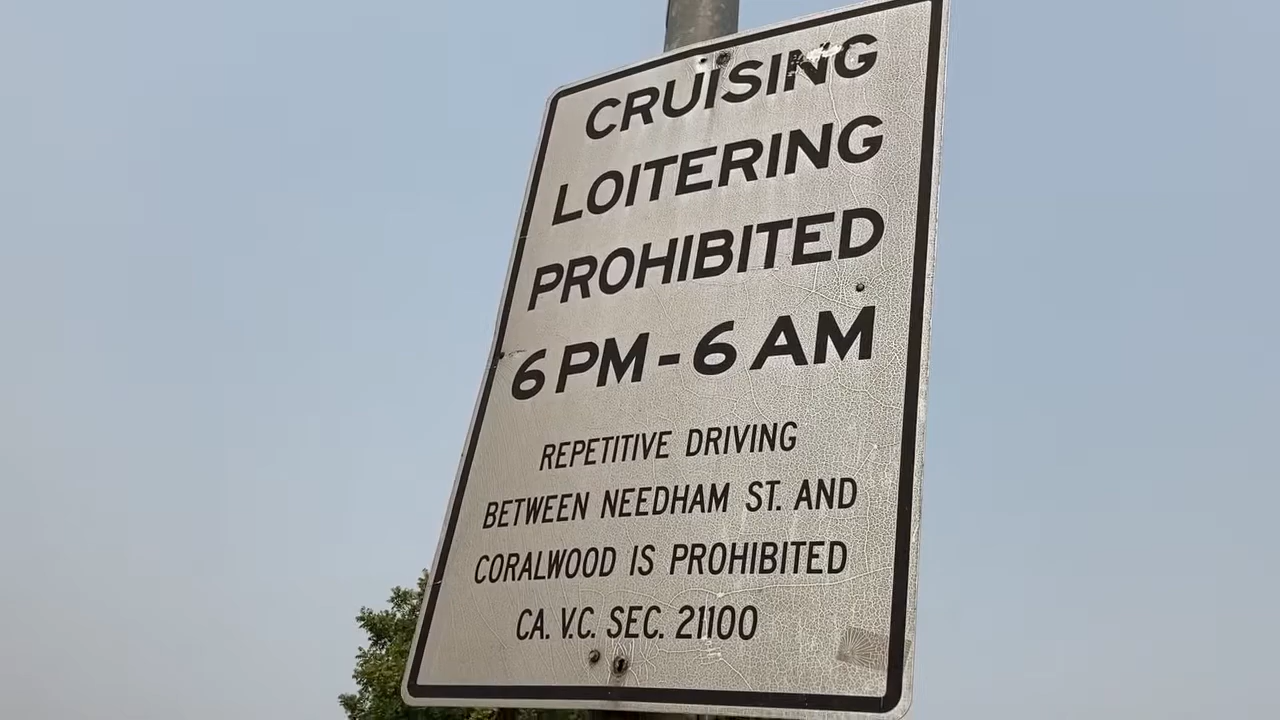 CRUISING
LOITERING
PROHIBITED
6 PM - 6 AM
REPETITIVE DRIVING
BETWEEN NEEDHAM ST. AND
CORALWOOD IS PROHIBITED
CA. V.C. SEC. 21100